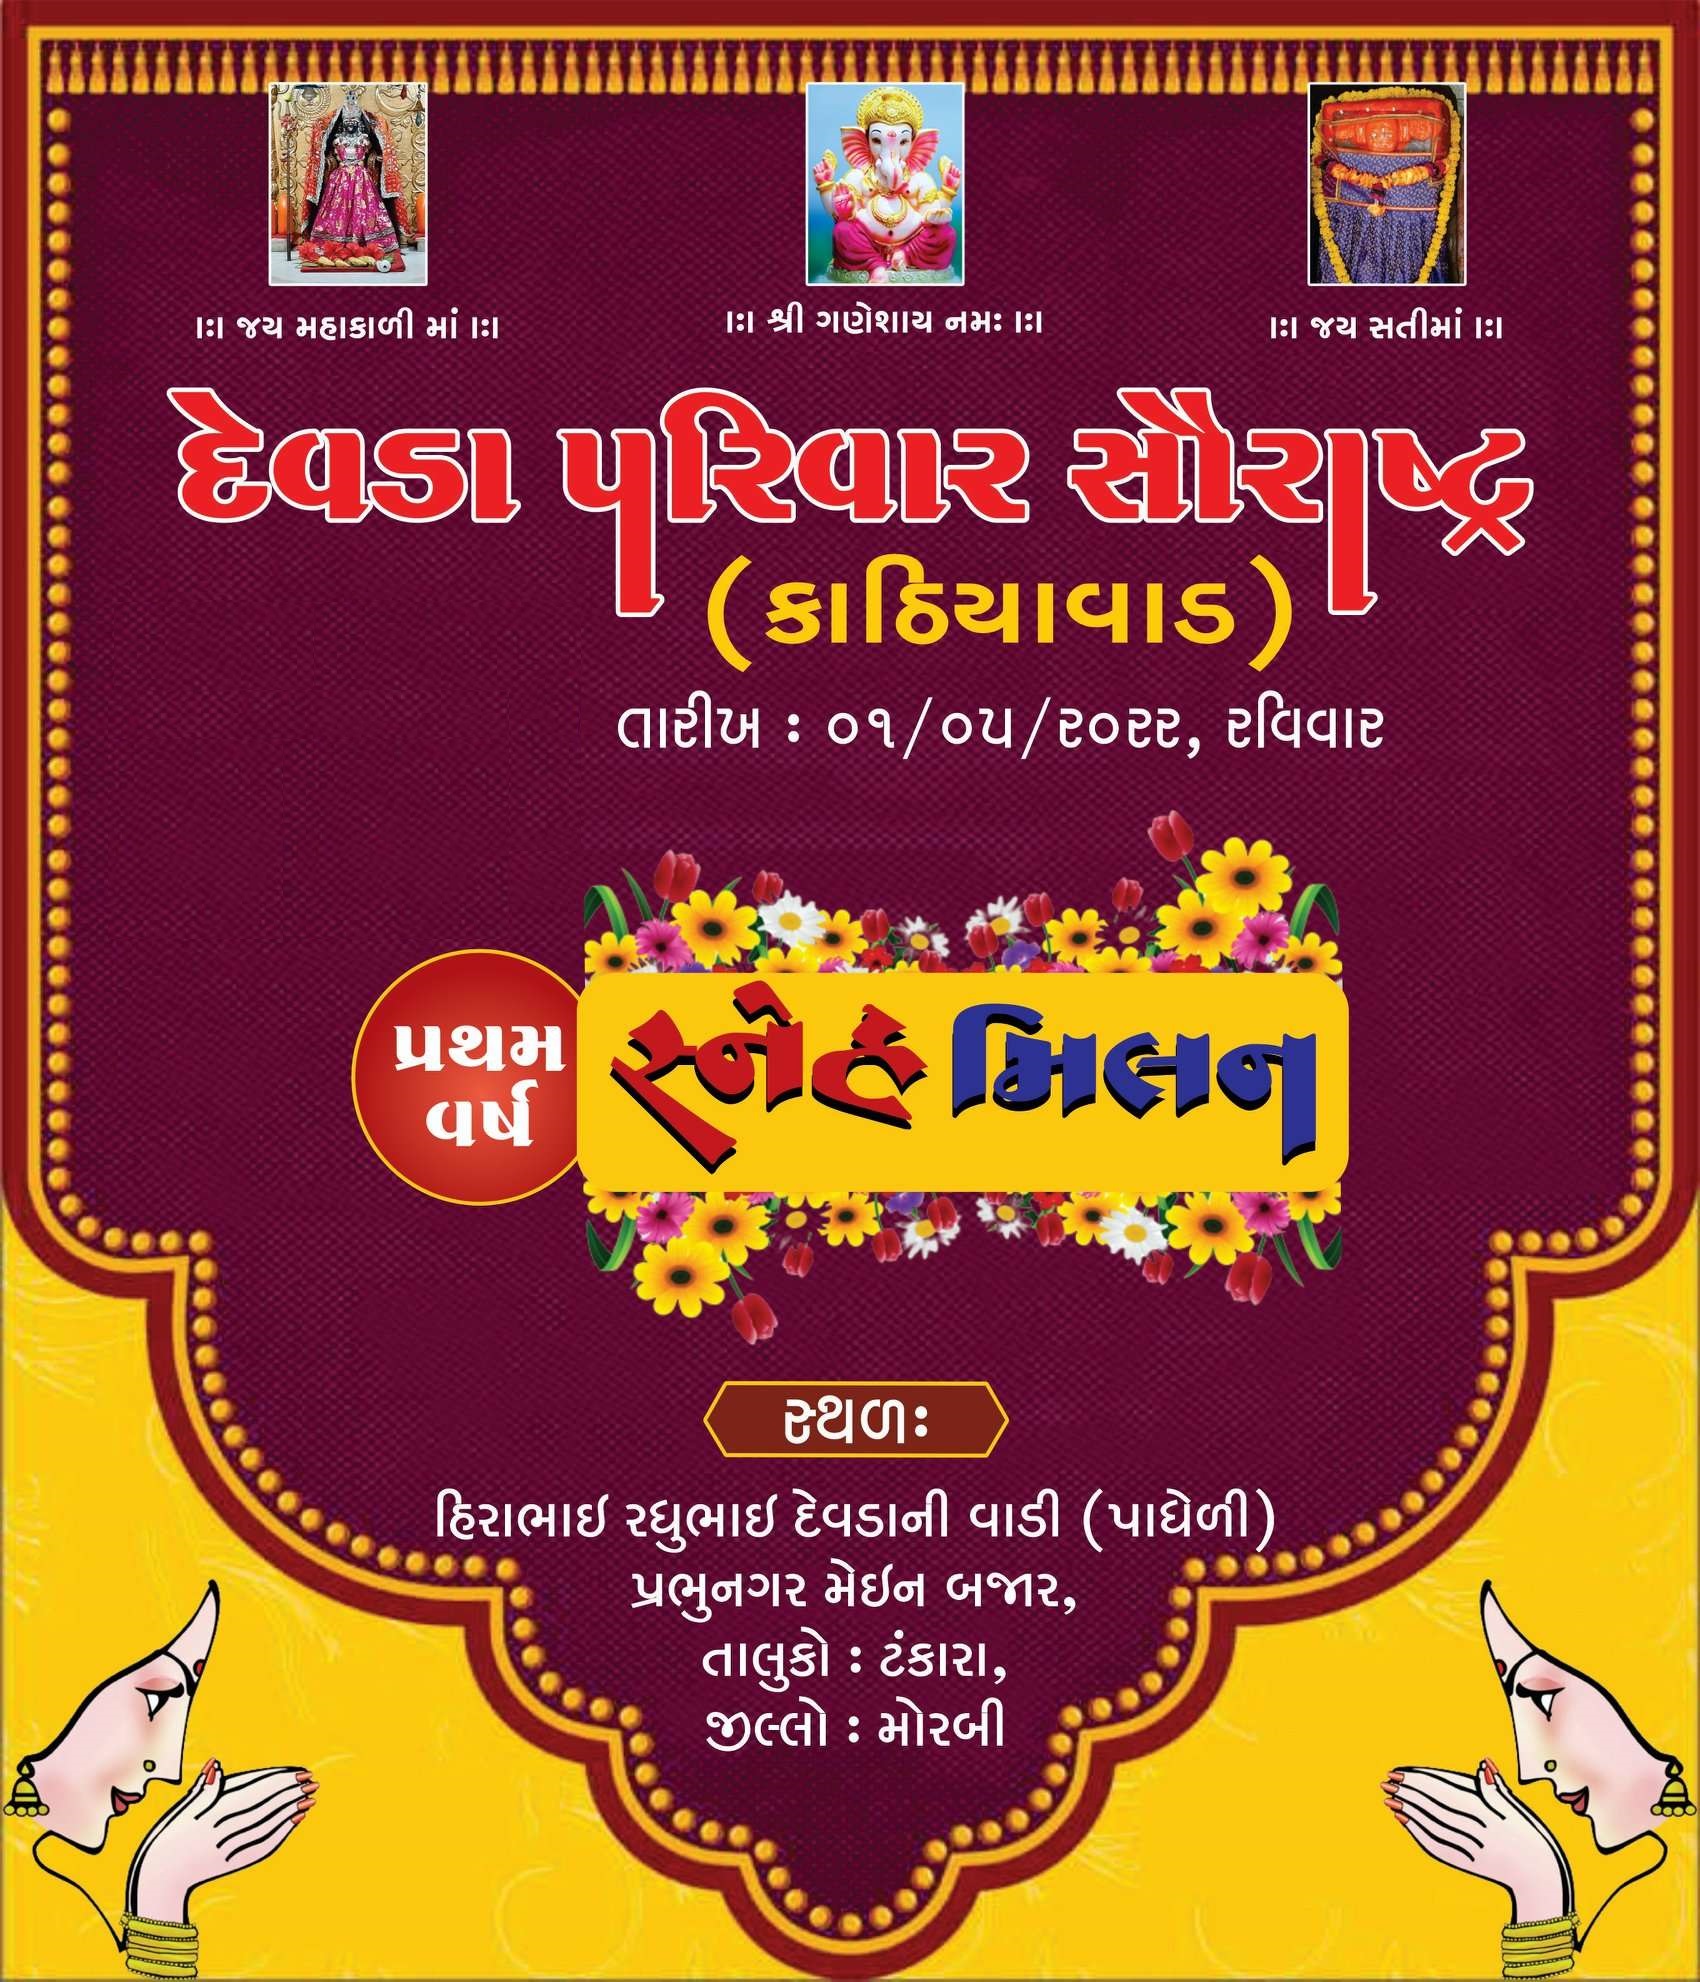 ।ઃ। જય મહાકાળી માં ।ઃ।
।ઃ। શ્રી ગણેશાય નમઃ ।ઃ।
।ઃ। જય સતીમાં ।ઃ।
દેવડા પરિવાર સૌરાષ્ટ્ર
(કાઠિયાવાડ)
તારીખ : ૦૧/૦૫/૨૦૨૨, રવિવાર
પ્રથમ
વર્ષ
સ્નેહ મિલન
સ્થળઃ
હિરાભાઇ રઘુભાઇ દેવડાની વાડી (પાધેળી)
પ્રભુનગર મેઇન બજાર,
તાલુકો : ટંકારા,
જીલ્લો : મોરબી